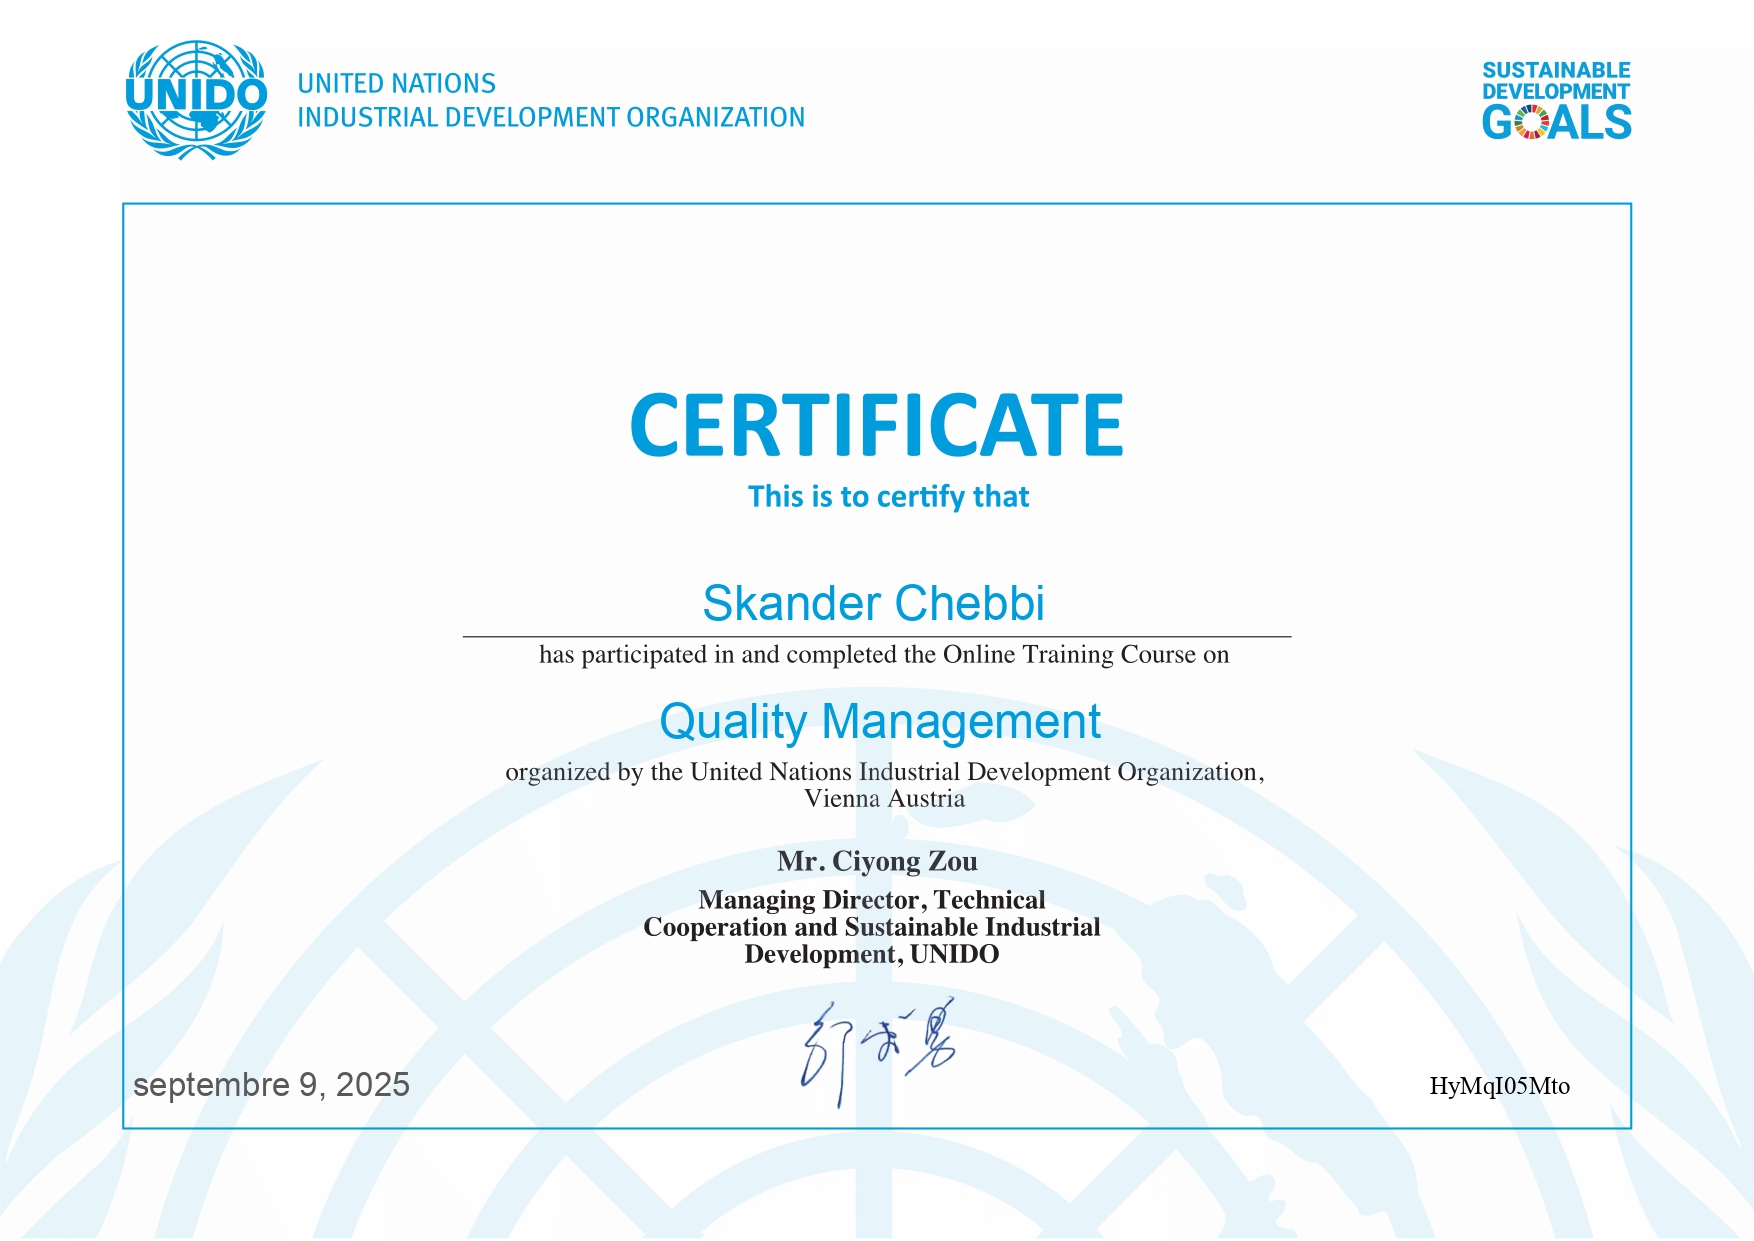 UNIDO
UNITED NATIONS
INDUSTRIAL DEVELOPMENT ORGANIZATION
SUSTAINABLE
DEVELOPMENT
GOALS
CERTIFICATE
This is to certify that
Skander Chebbi
has participated in and completed the Online Training Course on
Quality Management
organized by the United Nations Industrial Development Organization,
Vienna Austria
Mr. Ciyong Zou
Managing Director, Technical
Cooperation and Sustainable Industrial
Development, UNIDO
septembre 9, 2025
HyMqI05Mto